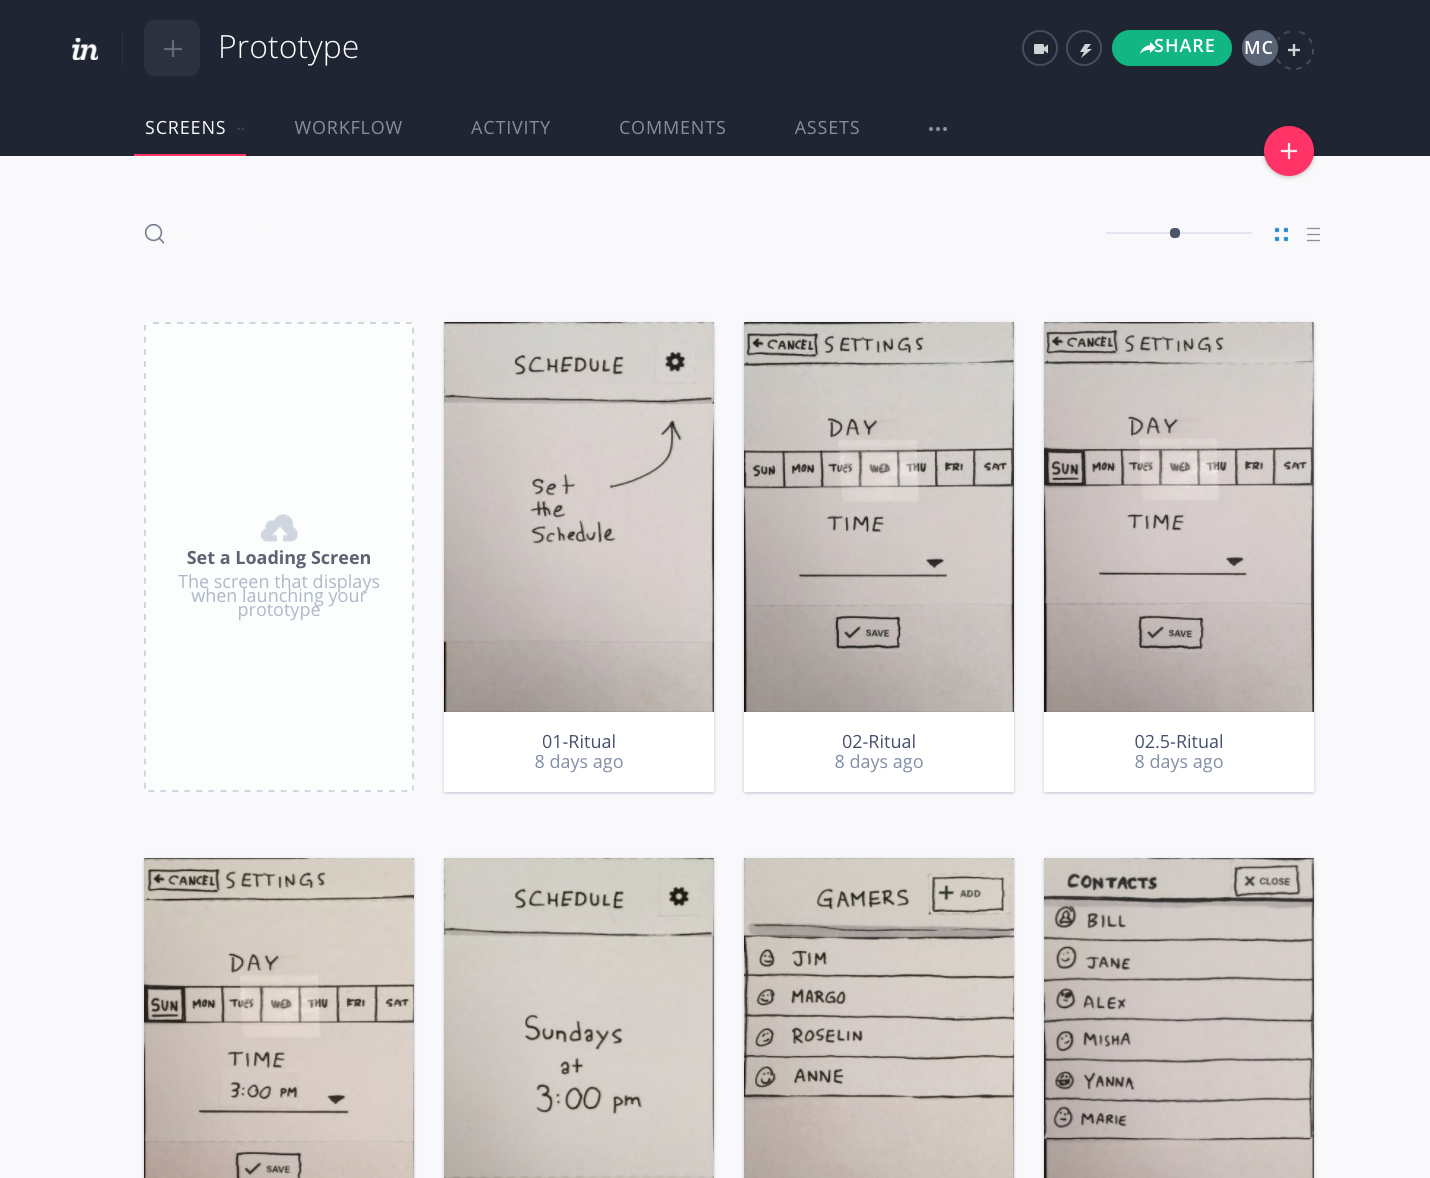 in
Prototype
SHARE
MC
SCREENS
WORKFLOW
ACTIVITY
COMMENTS
ASSETS
Set a Loading Screen
The screen that displays
when launching your
prototype
SCHEDULE
Set
the
Schedule
01-Ritual
8 days ago
CANCEL SETTINGS
DAY
SUN MON TUES WED THU FRI SAT
TIME
SAVE
02-Ritual
8 days ago
CANCEL SETTINGS
DAY
SUN MON TUES WED THU FRI SAT
TIME
SAVE
02.5-Ritual
8 days ago
CANCEL SETTINGS
DAY
SUN MON TUES WED THU FRI SAT
TIME
3:00 PM
SAVE
SCHEDULE
Sundays
at
3:00 pm
GAMERS
ADD
JIM
MARGO
ROSELIN
ANNE
CONTACTS
CLOSE
BILL
JANE
ALEX
MISHA
YANNA
MARIE